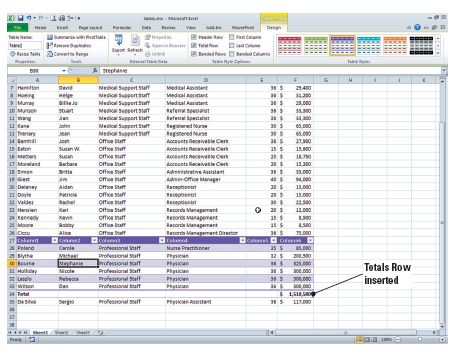 Salary.xlsx - Microsoft Excel
File Home Insert Page Layout Formulas Data Review View Add-Ins PowerPivot Design
Table Name: Summarize with PivotTable Properties Header Row First Column
Table2 Remove Duplicates Export Refresh Open in Browser Total Row Last Column
Resize Table Convert to Range Unlink Banded Rows Banded Columns
Properties Tools External Table Data Table Style Options Table Styles
B30 Stephanie
A B C D E F G H I J K
7 Hamilton David Medical Support Staff Medical Assistant 36 $ 29,400
8 Hoeing Helge Medical Support Staff Medical Assistant 36 $ 31,200
9 Murray Billie Jo Medical Support Staff Medical Assistant 36 $ 28,000
10 Munson Stuart Medical Support Staff Referral Specialist 36 $ 33,300
11 Wang Jian Medical Support Staff Referral Specialist 36 $ 33,300
12 Kane John Medical Support Staff Registered Nurse 30 $ 65,000
13 Trenary Jean Medical Support Staff Registered Nurse 30 $ 65,000
14 Barnhill Josh Office Staff Accounts Receivable Clerk 36 $ 27,800
15 Eaton Susan W. Office Staff Accounts Receivable Clerk 15 $ 15,600
16 Metters Susan Office Staff Accounts Receivable Clerk 25 $ 18,750
17 Moreland Barbara Office Staff Accounts Receivable Clerk 20 $ 15,200
18 Simon Britta Office Staff Administrative Assistant 36 $ 35,000
19 Giest Jim Office Staff Admin-Office Manager 40 $ 94,000
20 Delaney Aidan Office Staff Receptionist 20 $ 15,000
21 Doyle Patricia Office Staff Receptionist 20 $ 15,000
22 Valdez Rachel Office Staff Receptionist 30 $ 22,500
23 Hensien Kari Office Staff Records Management 20 $ 12,000
24 Kennedy Kevin Office Staff Records Management 15 $ 8,500
25 Moore Bobby Office Staff Records Management 15 $ 8,500
26 Ciccu Alice Office Staff Records Management Director 36 $ 75,000
27 Column1 Column2 Column3 Column4 Column5 Column6
28 Poland Carole Professional Staff Nurse Practitioner 35 $ 86,000
29 Blythe Michael Professional Staff Physician 32 $ 200,500
30 Bourne Stephanie Professional Staff Physician 36 $ 325,000
31 Holliday Nicole Professional Staff Physician 36 $ 300,000
32 Laszlo Rebecca Professional Staff Physician 36 $ 300,000
33 Wilson Dan Professional Staff Physician 36 $ 300,000
34 Total $ 1,518,500
35 Da Silva Sergio Professional Staff Physician Assistant 36 $ 117,000
36
37
38
Totals Row
inserted
Sheet1 Sheet2 Sheet3
Ready 100%